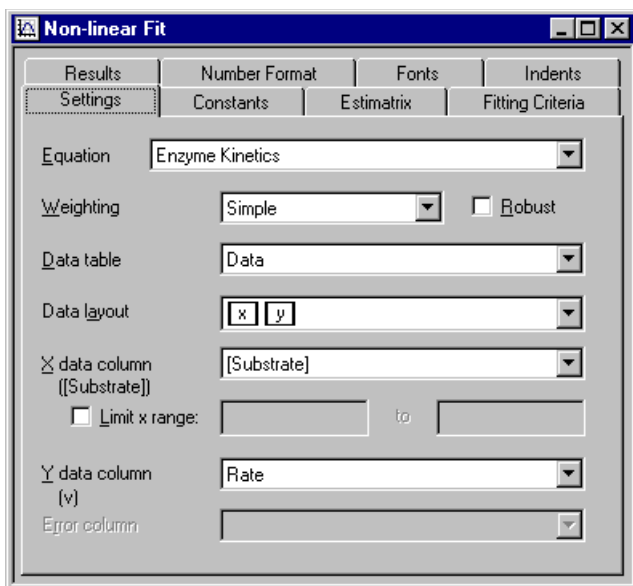 Non-linear Fit
Results Number Format Fonts Indents
Settings Constants Estimatrix Fitting Criteria
Equation Enzyme Kinetics
Weighting Simple Robust
Data table Data
Data layout x y
X data column [Substrate]
([Substrate])
Limit x range: to
Y data column Rate
(v)
Error column